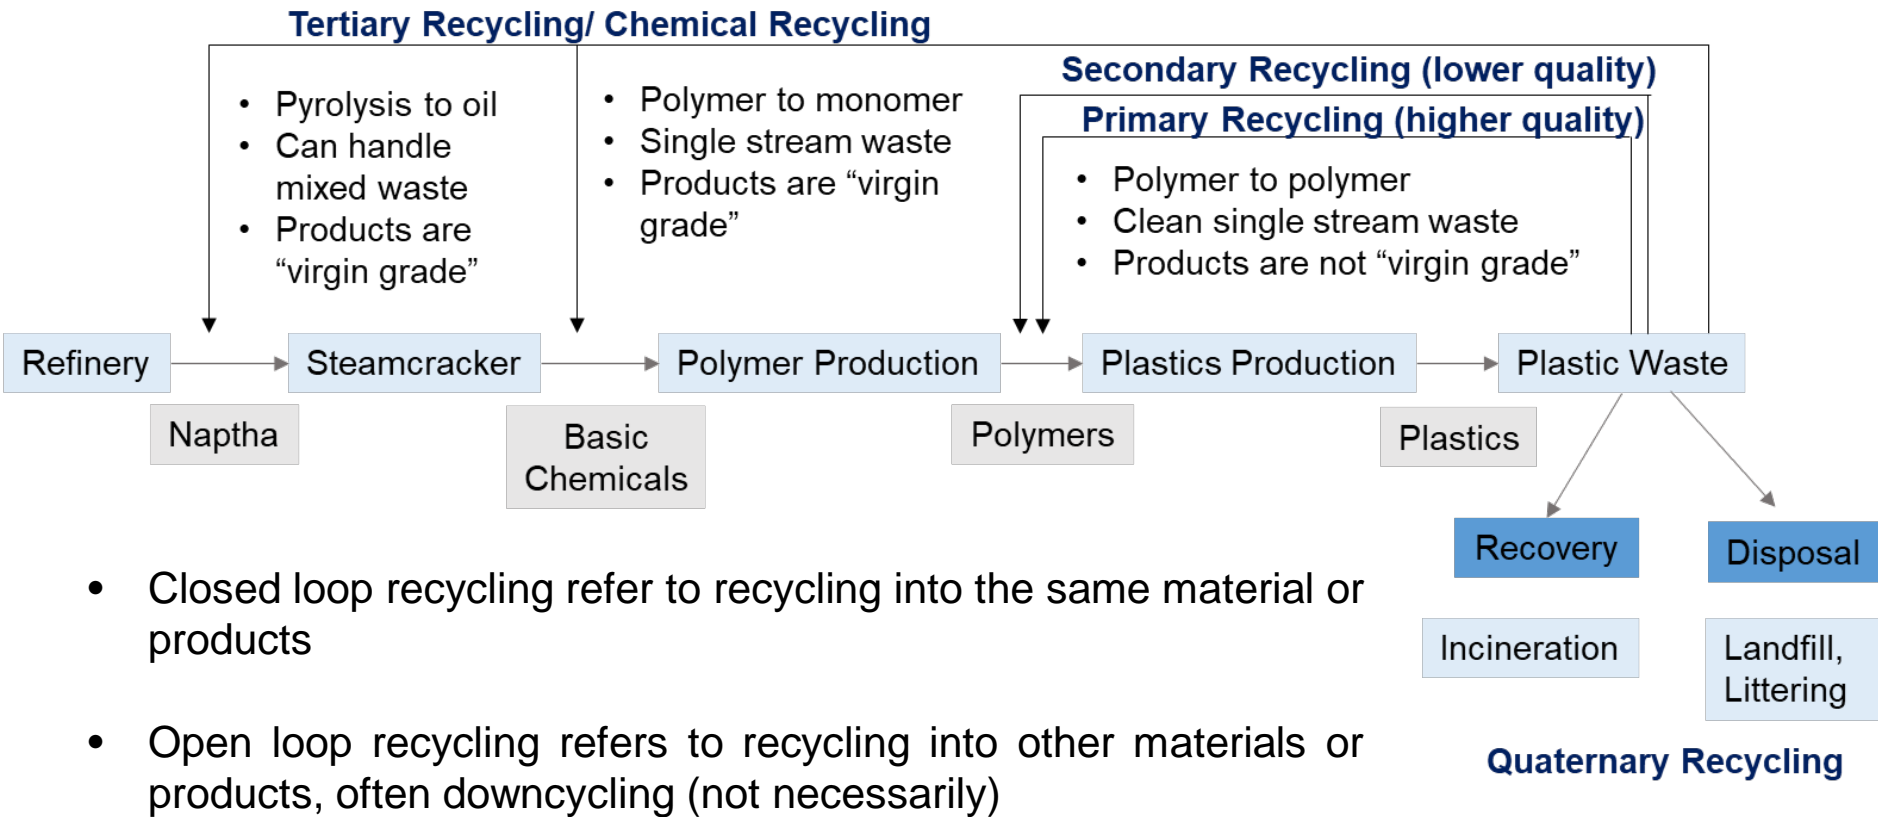 Tertiary Recycling/ Chemical Recycling
Secondary Recycling (lower quality)
Primary Recycling (higher quality)
• Pyrolysis to oil
• Can handle
mixed waste
• Products are
“virgin grade”
• Polymer to monomer
• Single stream waste
• Products are “virgin
grade”
• Polymer to polymer
• Clean single stream waste
• Products are not “virgin grade”
Refinery
Steamcracker
Polymer Production
Plastics Production
Plastic Waste
Naptha
Basic
Chemicals
Polymers
Plastics
Recovery
Disposal
Incineration
Landfill,
Littering
Quaternary Recycling
• Closed loop recycling refer to recycling into the same material or
products
• Open loop recycling refers to recycling into other materials or
products, often downcycling (not necessarily)